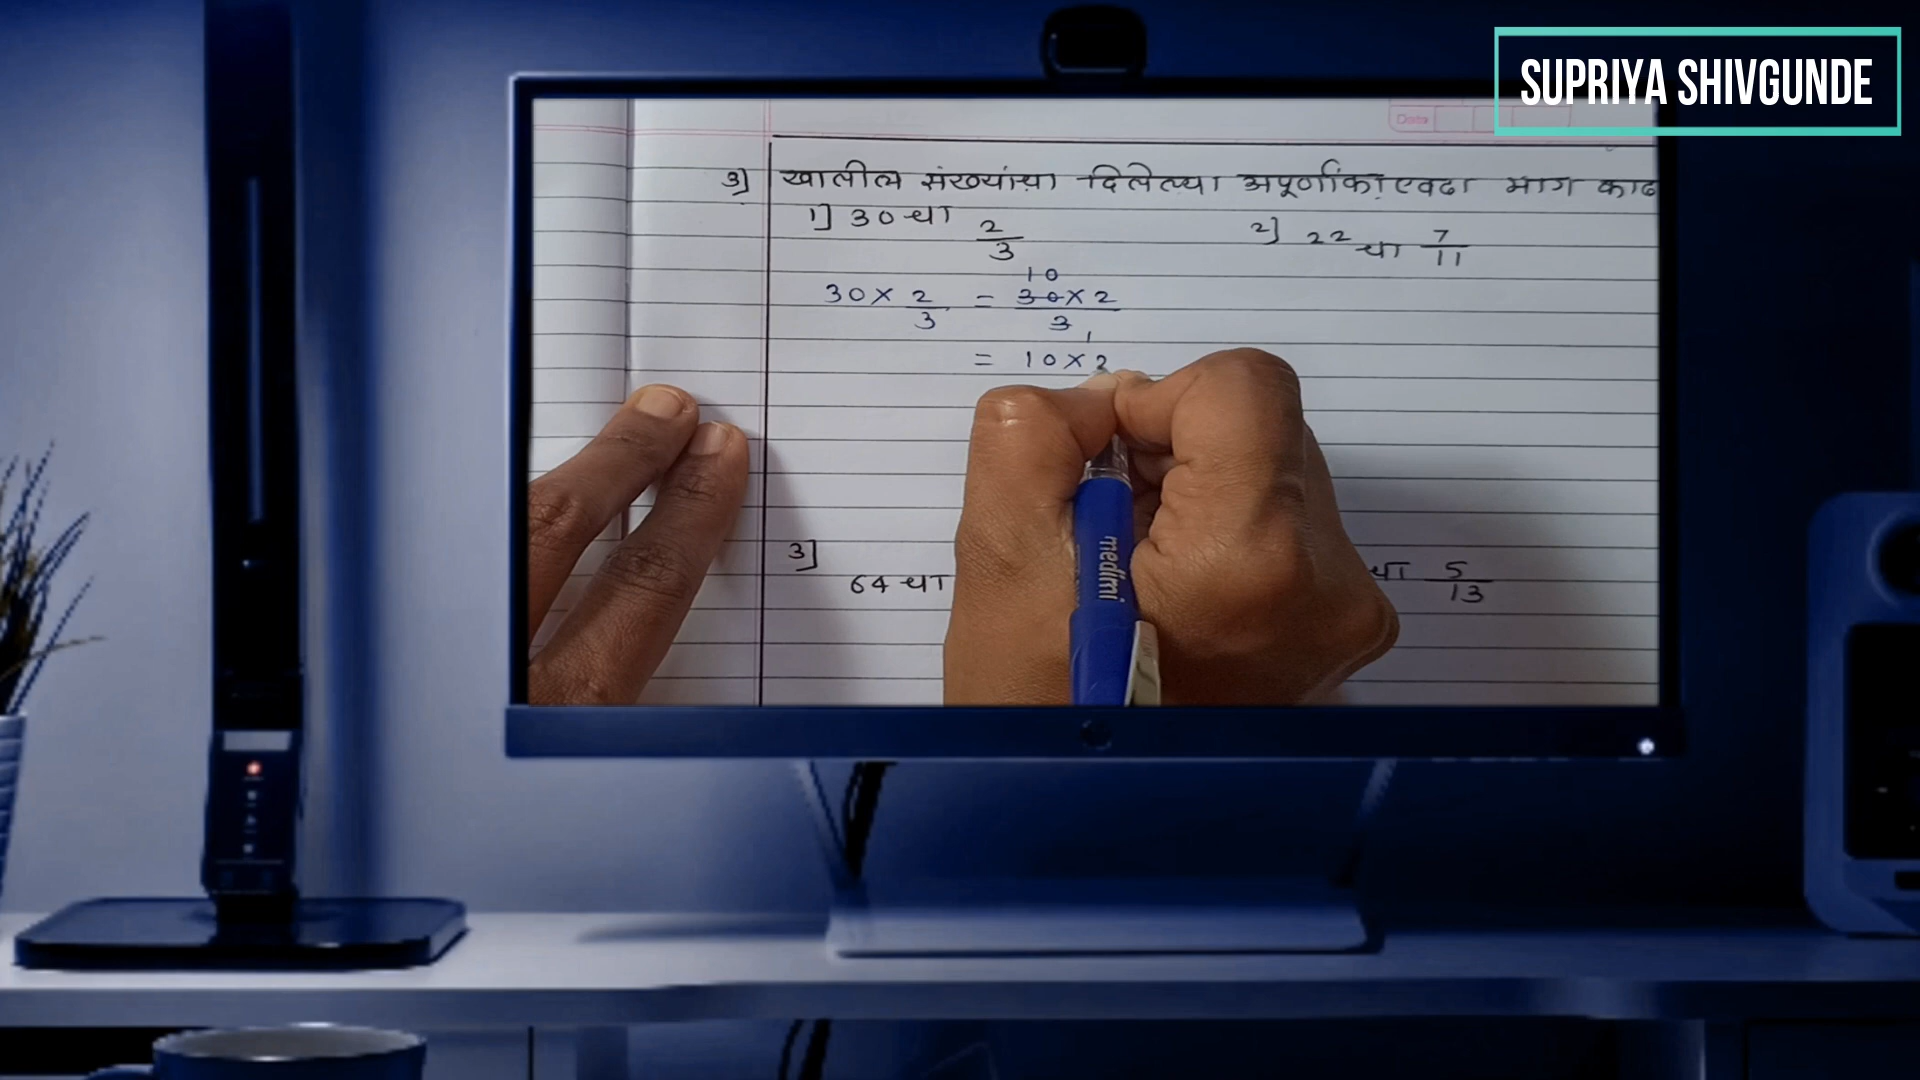 SUPRIYA SHIVGUNDE
Date
3] खालील संख्यांचा दिलेल्या अपूर्णांकाएवढा भाग काढ
1] 30 चा 2/3
2] 22 चा 7/11
10
30 × 2/3 = 30×2/3
1
= 10 × 2
3]
64 चा
चा 5/13
medimi